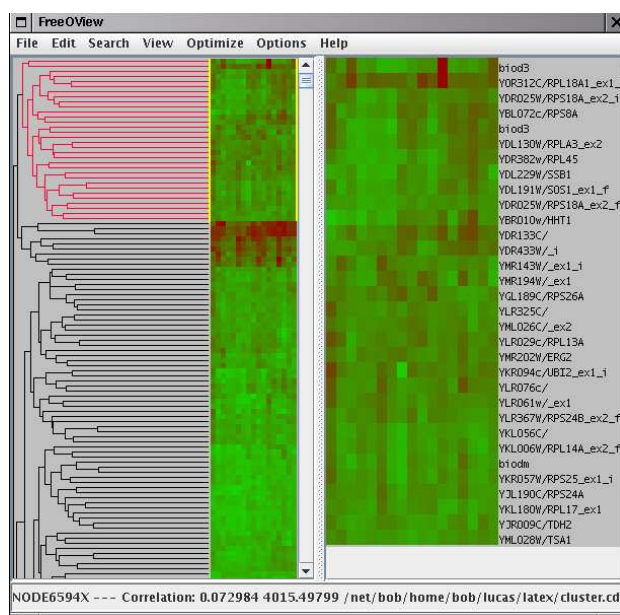 FreeOView
File Edit Search View Optimize Options Help
biod3
YOR312C/RPL18A1_ex1_
YDR025W/RPS18A_ex2_i
YBL072c/RPS8A
biod3
YDL130W/RPLA3_ex2
YDR382w/RPL45
YDL229W/SSB1
YDL191W/SOS1_ex1_f
YDR025W/RPS18A_ex2_f
YBR010w/HHT1
YDR133C/
YDR433W/_i
YMR143W/_ex1_i
YMR194W/_ex1
YGL189C/RPS26A
YLR325C/
YML026C/_ex2
YLR029c/RPL13A
YMR202W/ERG2
YKR094c/UBI2_ex1_i
YLR076c/
YLR061w/_ex1
YLR367W/RPS24B_ex2_f
YKL056C/
YKL006W/RPL14A_ex2_f
biodm
YKR057W/RPS25_ex1_i
YJL190C/RPS24A
YKL180W/RPL17_ex1
YJR009C/TDH2
YML028W/TSA1
NODE6594X --- Correlation: 0.072984 4015.49799 /net/bob/home/bob/lucas/latex/cluster.cd